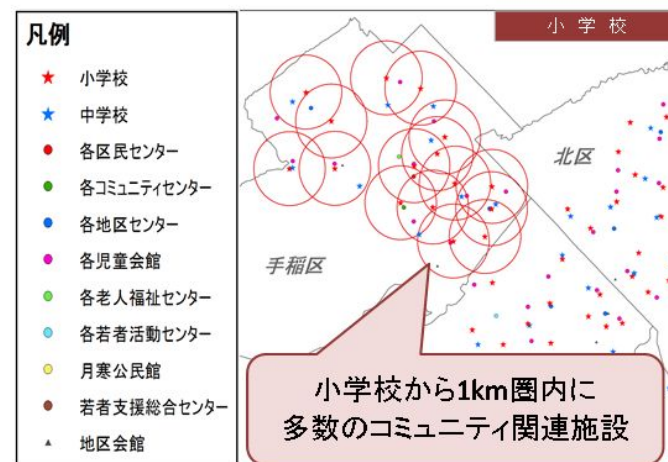 凡例
小学校
中学校
各区民センター
各コミュニティセンター
各地区センター
各児童会館
各老人福祉センター
各若者活動センター
月寒公民館
若者支援総合センター
地区会館
小学校
北区
手稲区
小学校から1km圏内に
多数のコミュニティ関連施設